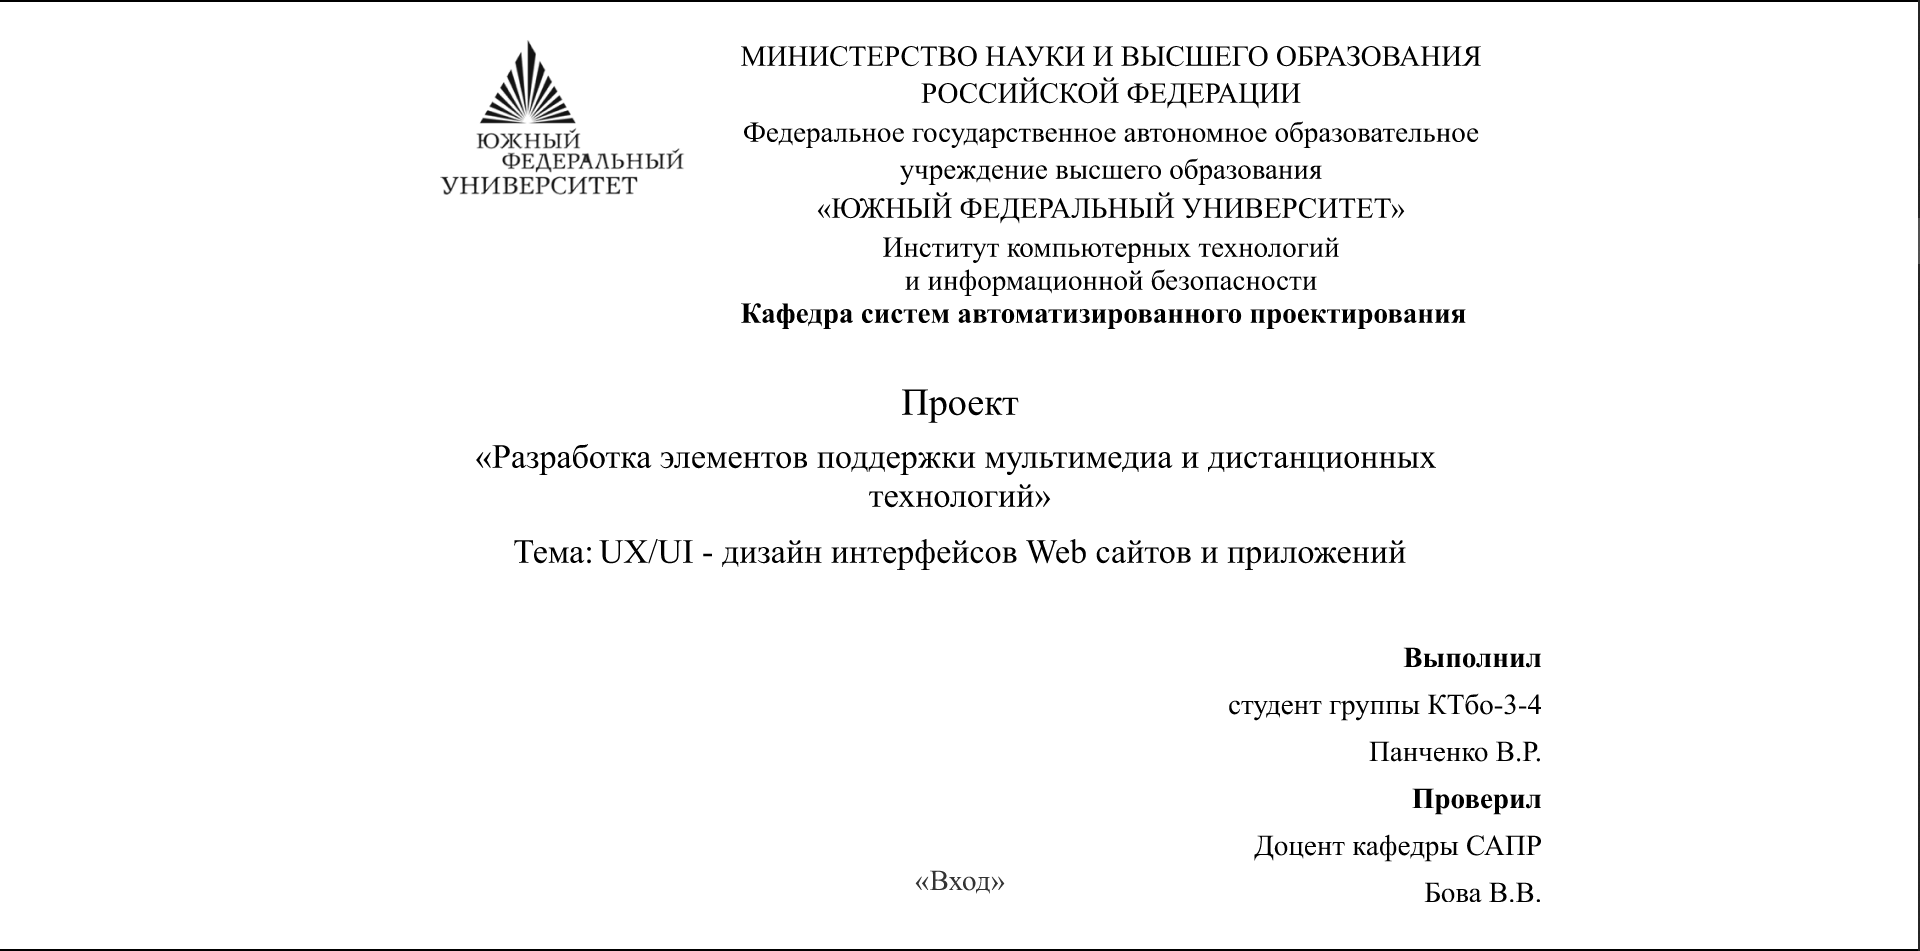 ЮЖНЫЙ
ФЕДЕРАЛЬНЫЙ
УНИВЕРСИТЕТ
МИНИСТЕРСТВО НАУКИ И ВЫСШЕГО ОБРАЗОВАНИЯ
РОССИЙСКОЙ ФЕДЕРАЦИИ
Федеральное государственное автономное образовательное
учреждение высшего образования
«ЮЖНЫЙ ФЕДЕРАЛЬНЫЙ УНИВЕРСИТЕТ»
Институт компьютерных технологий
и информационной безопасности
Кафедра систем автоматизированного проектирования
Проект
«Разработка элементов поддержки мультимедиа и дистанционных
технологий»
Тема: UX/UI - дизайн интерфейсов Web сайтов и приложений
Выполнил
студент группы КТбо-3-4
Панченко В.Р.
Проверил
Доцент кафедры САПР
«Вход»
Бова В.В.